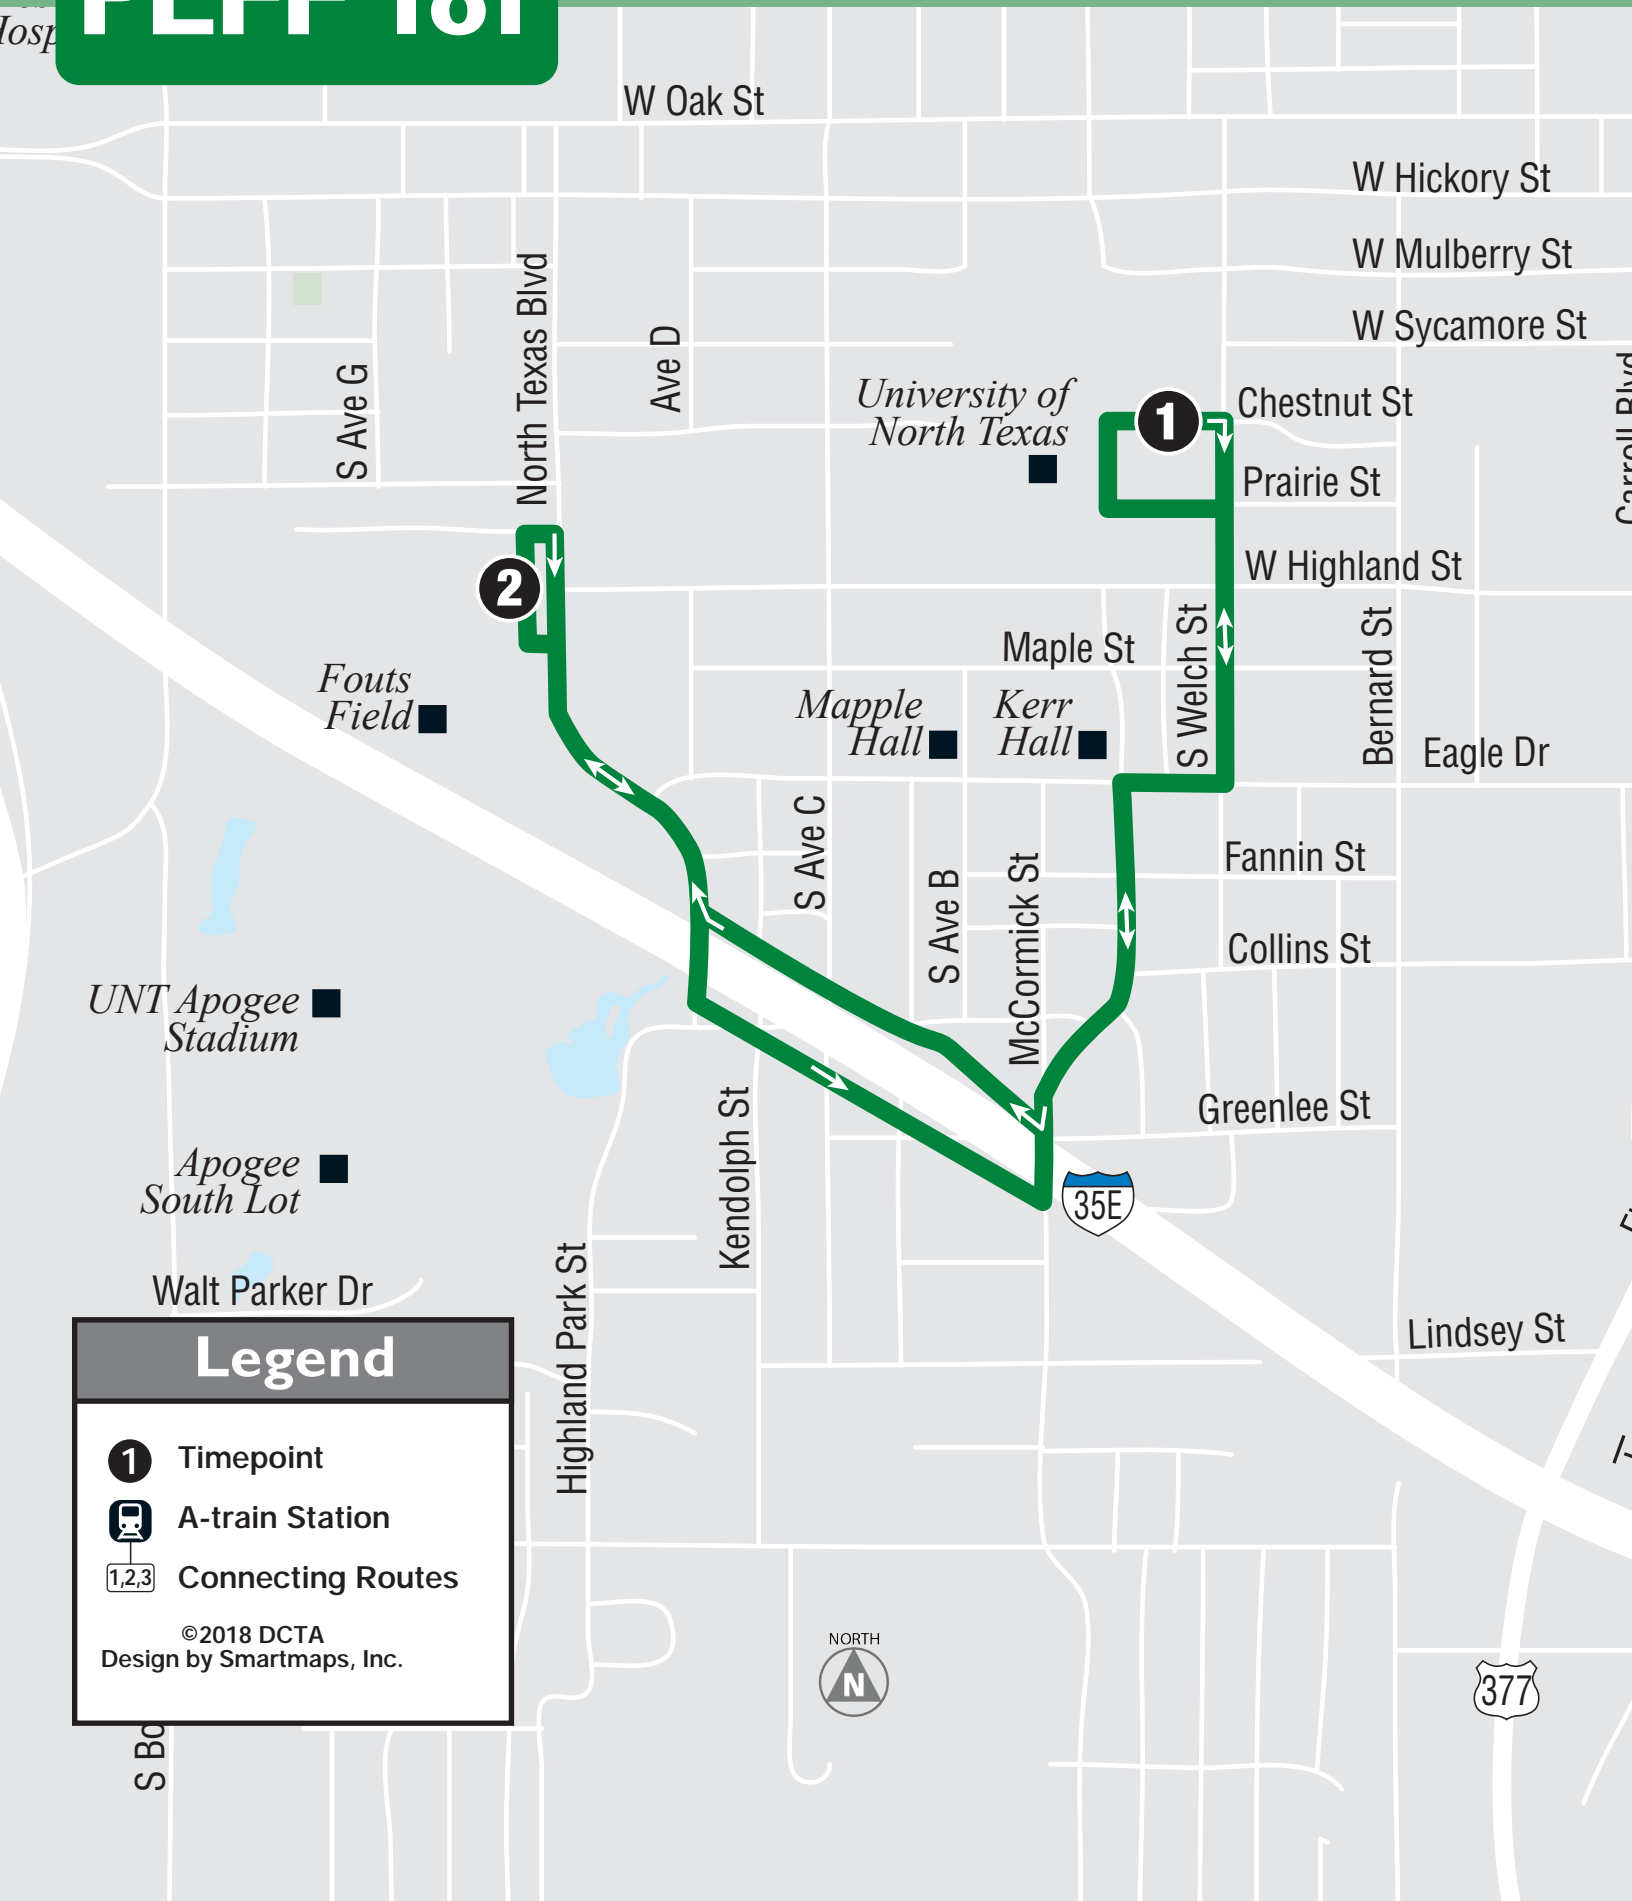 W Oak St
W Hickory St
W Mulberry St
W Sycamore St
North Texas Blvd
Ave D
S Ave G
University of
North Texas
1
Chestnut St
Prairie St
W Highland St
2
Maple St
S Welch St
Bernard St
Fouts
Field
Mapple
Hall
Kerr
Hall
Eagle Dr
S Ave C
S Ave B
McCormick St
Fannin St
Collins St
UNT Apogee
Stadium
Kendolph St
Greenlee St
Apogee
South Lot
35E
Walt Parker Dr
Highland Park St
Lindsey St
Legend
1 Timepoint
A-train Station
1,2,3 Connecting Routes
©2018 DCTA
Design by Smartmaps, Inc.
NORTH
N
377